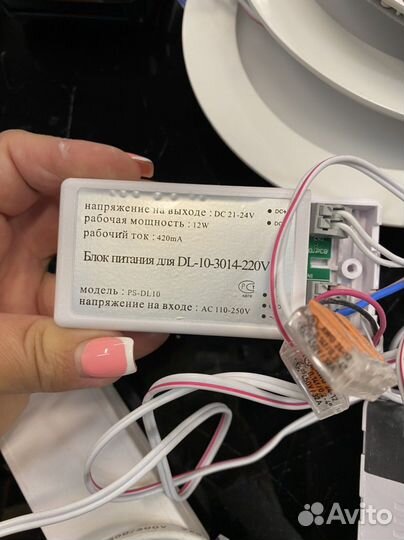 напряжение на выходе : DC 21-24V
рабочая мощность : 12W
рабочий ток : 420mA
Блок питания для DL-10-3014-220V
модель : PS-DL10
напряжение на входе : AC 110-250V
Avito